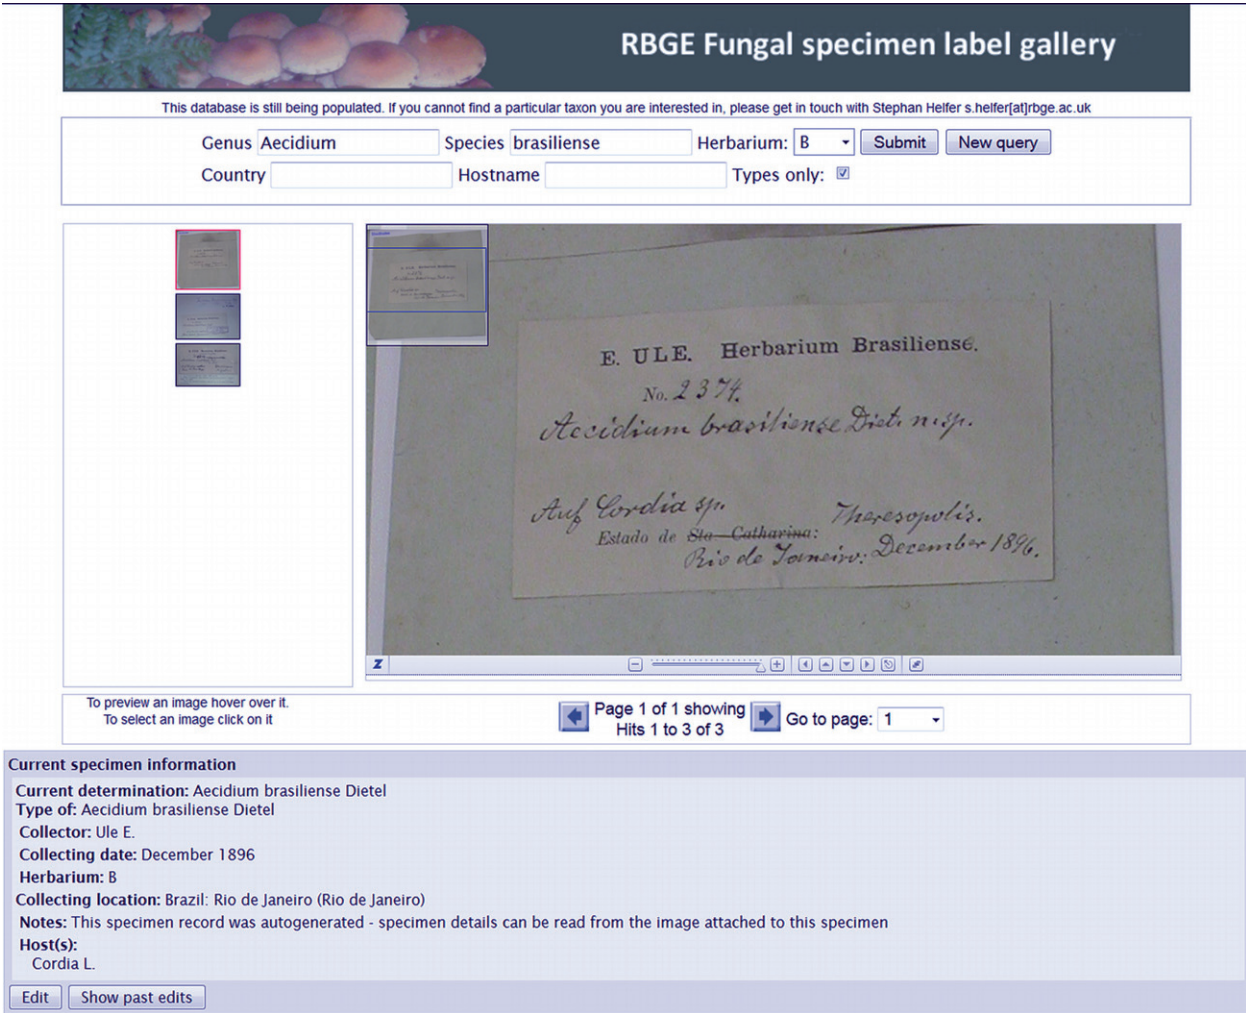 RBGE Fungal specimen label gallery
This database is still being populated. If you cannot find a particular taxon you are interested in, please get in touch with Stephan Helfer s.helfer[at]rbge.ac.uk
Genus Aecidium Species brasiliense Herbarium: B Submit New query
Country Hostname Types only:
E. ULE. Herbarium Brasiliense.
No. 2374.
Aecidium brasiliense Diet. n. sp.
Auf Cordia sp. Theresopolis.
Estado de Sta Catharina:
Rio de Janeiro: December 1896.
Z
To preview an image hover over it.
To select an image click on it
Page 1 of 1 showing
Hits 1 to 3 of 3
Go to page: 1
Current specimen information
Current determination: Aecidium brasiliense Dietel
Type of: Aecidium brasiliense Dietel
Collector: Ule E.
Collecting date: December 1896
Herbarium: B
Collecting location: Brazil: Rio de Janeiro (Rio de Janeiro)
Notes: This specimen record was autogenerated - specimen details can be read from the image attached to this specimen
Host(s):
Cordia L.
Edit Show past edits